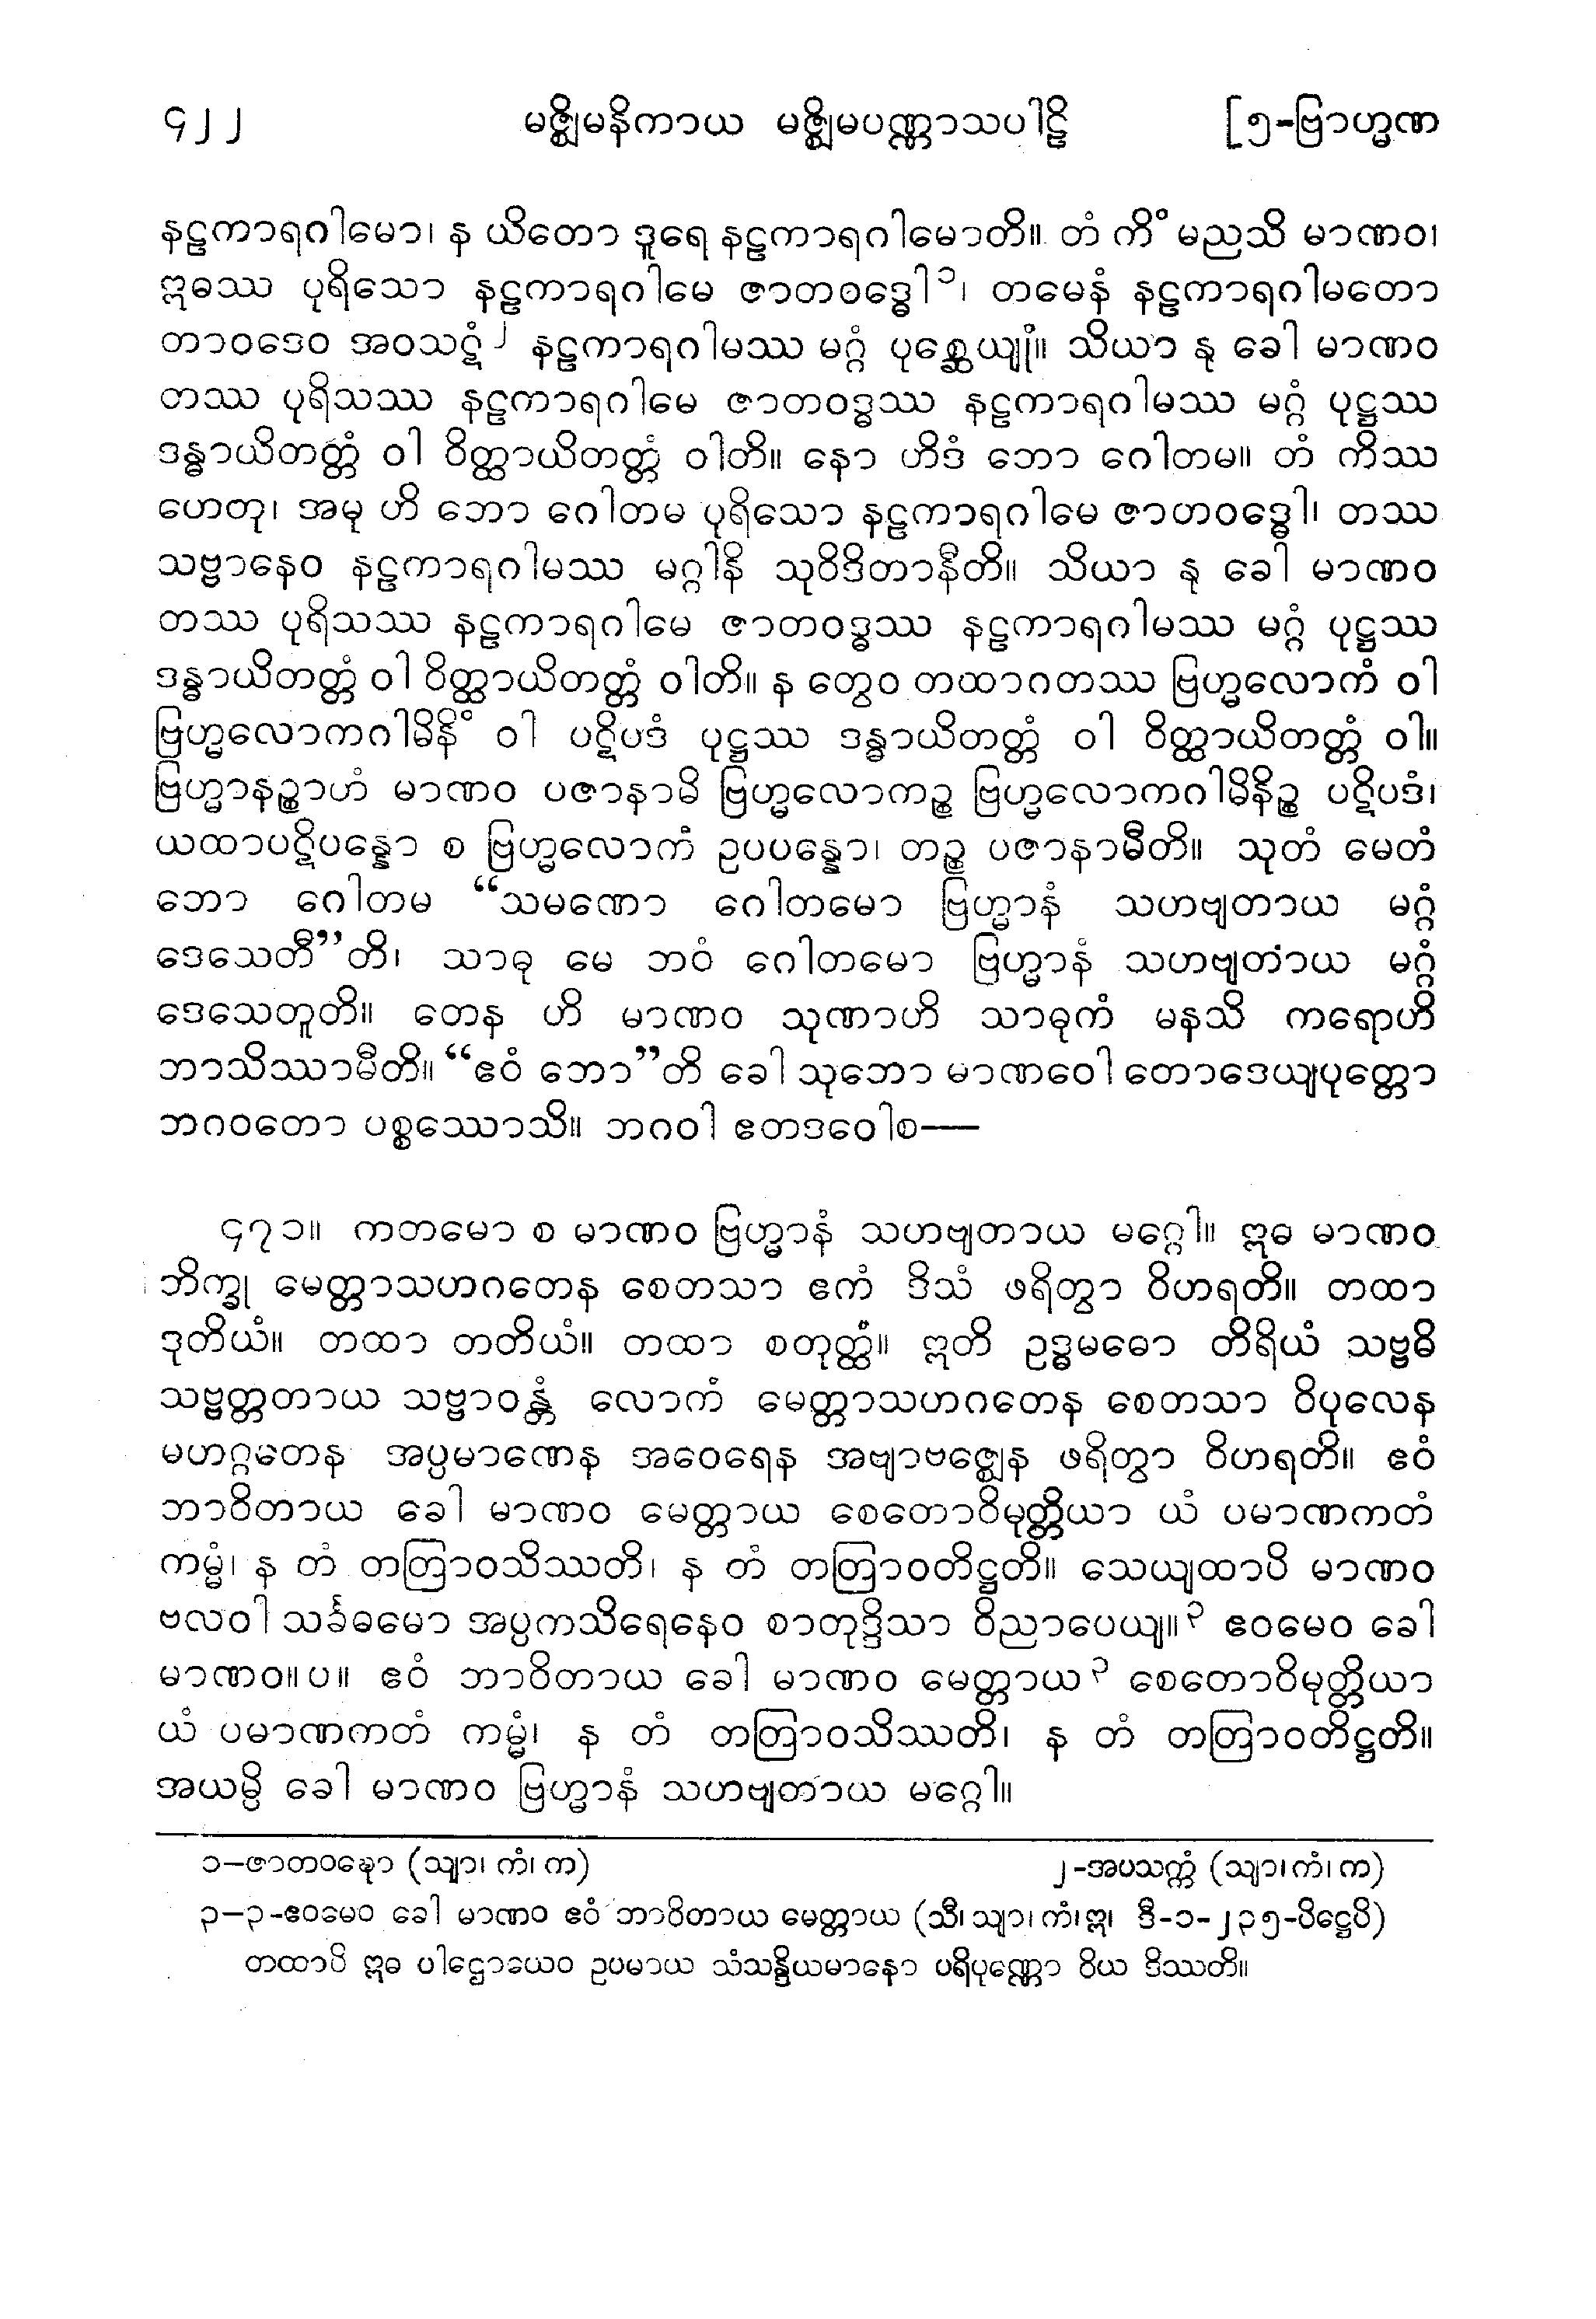 ၄၂၂ မဇ္ဈိမနိကာယ မဇ္ဈိမပဏ္ဏာသပါဠိ [၅-ဗြာဟ္မဏ
နဠကာရဂါမော၊ န ယိတော ဒူရေ နဠကာရဂါမောတိ။ တံ ကိံ မညသိ မာဏဝ၊
ဣဓဿ ပုရိသော နဠကာရဂါမေ ဇာတဝဒ္ဓေါ၁၊ တမေနံ နဠကာရဂါမတော
တာဝဒေဝ အဝသဋံ၂ နဠကာရဂါမဿ မဂ္ဂံ ပုစ္ဆေယျုံ။ သိယာ နု ခေါ မာဏဝ
တဿ ပုရိသဿ နဠကာရဂါမေ ဇာတဝဒ္ဓဿ နဠကာရဂါမဿ မဂ္ဂံ ပုဋ္ဌဿ
ဒန္ဓာယိတတ္တံ ဝါ ဝိတ္ထာယိတတ္တံ ဝါတိ။ နော ဟိဒံ ဘော ဂေါတမ။ တံ ကိဿ
ဟေတု၊ အမု ဟိ ဘော ဂေါတမ ပုရိသော နဠကာရဂါမေ ဇာဟဝဒ္ဓေါ၊ တဿ
သဗ္ဗာနေဝ နဠကာရဂါမဿ မဂ္ဂါနိ သုဝိဒိတာနီတိ။ သိယာ နု ခေါ မာဏဝ
တဿ ပုရိသဿ နဠကာရဂါမေ ဇာတဝဒ္ဓဿ နဠကာရဂါမဿ မဂ္ဂံ ပုဋ္ဌဿ
ဒန္ဓာယိတတ္တံ ဝါ ဝိတ္ထာယိတတ္တံ ဝါတိ။ န တွေဝ တထာဂတဿ ဗြဟ္မလောကံ ဝါ
ဗြဟ္မလောကဂါမိနိံ ဝါ ပဋိပဒံ ပုဋ္ဌဿ ဒန္ဓာယိတတ္တံ ဝါ ဝိတ္ထာယိတတ္တံ ဝါ။
ဗြဟ္မာနဉ္စာဟံ မာဏဝ ပဇာနာမိ ဗြဟ္မလောကဉ္စ ဗြဟ္မလောကဂါမိနိဉ္စ ပဋိပဒံ၊
ယထာပဋိပန္နော စ ဗြဟ္မလောကံ ဥပပန္နော၊ တဉ္စ ပဇာနာမီတိ။ သုတံ မေတံ
ဘော ဂေါတမ “သမဏော ဂေါတမော ဗြဟ္မာနံ သဟဗျတာယ မဂ္ဂံ
ဒေသေတီ”တိ၊ သာဓု မေ ဘဝံ ဂေါတမော ဗြဟ္မာနံ သဟဗျတာယ မဂ္ဂံ
ဒေသေတူတိ။ တေန ဟိ မာဏဝ သုဏာဟိ သာဓုကံ မနသိ ကရောဟိ
ဘာသိဿာမီတိ။ “ဧဝံ ဘော”တိ ခေါ သုဘော မာဏဝေါ တောဒေယျပုတ္တော
ဘဂဝတော ပစ္စဿောသိ။ ဘဂဝါ ဧတဒဝေါစ—
၄၇၁။ ကတမော စ မာဏဝ ဗြဟ္မာနံ သဟဗျတာယ မဂ္ဂေါ။ ဣဓ မာဏဝ
ဘိက္ခု မေတ္တာသဟဂတေန စေတသာ ဧကံ ဒိသံ ဖရိတွာ ဝိဟရတိ။ တထာ
ဒုတိယံ။ တထာ တတိယံ။ တထာ စတုတ္ထံ။ ဣတိ ဥဒ္ဓမဓော တိရိယံ သဗ္ဗဓိ
သဗ္ဗတ္တတာယ သဗ္ဗာဝန္တံ လောကံ မေတ္တာသဟဂတေန စေတသာ ဝိပုလေန
မဟဂ္ဂတေန အပ္ပမာဏေန အဝေရေန အဗျာဗဇ္ဈေန ဖရိတွာ ဝိဟရတိ။ ဧဝံ
ဘာဝိတာယ ခေါ မာဏဝ မေတ္တာယ စေတောဝိမုတ္တိယာ ယံ ပမာဏကတံ
ကမ္မံ၊ န တံ တတြာဝသိဿတိ၊ န တံ တတြာဝတိဋ္ဌတိ။ သေယျထာပိ မာဏဝ
ဗလဝါ သင်္ခဓမော အပ္ပကသိရေနေဝ စာတုဒ္ဒိသာ ဝိညာပေယျ။၃ ဧဝမေဝ ခေါ
မာဏဝ။ပ။ ဧဝံ ဘာဝိတာယ ခေါ မာဏဝ မေတ္တာယ၃ စေတောဝိမုတ္တိယာ
ယံ ပမာဏကတံ ကမ္မံ၊ န တံ တတြာဝသိဿတိ၊ န တံ တတြာဝတိဋ္ဌတိ။
အယမ္ပိ ခေါ မာဏဝ ဗြဟ္မာနံ သဟဗျတာယ မဂ္ဂေါ။
၁–ဇာတဝဍ္ဎော (သျာ၊ ကံ၊ က) ၂-အပသက္ကံ (သျာ၊ကံ၊က)
၃–၃-ဧဝမေဝ ခေါ မာဏဝ ဧဝံ ဘာဝိတာယ မေတ္တာယ (သီ၊ သျာ၊ ကံ၊ ဣ၊ ဒီ-၁-၂၃၅-ပိဋ္ဌေပိ)
တထာပိ ဣဓ ပါဌောယေဝ ဥပမာယ သံသန္ဒိယမာနော ပရိပုဏ္ဏော ဝိယ ဒိဿတိ။